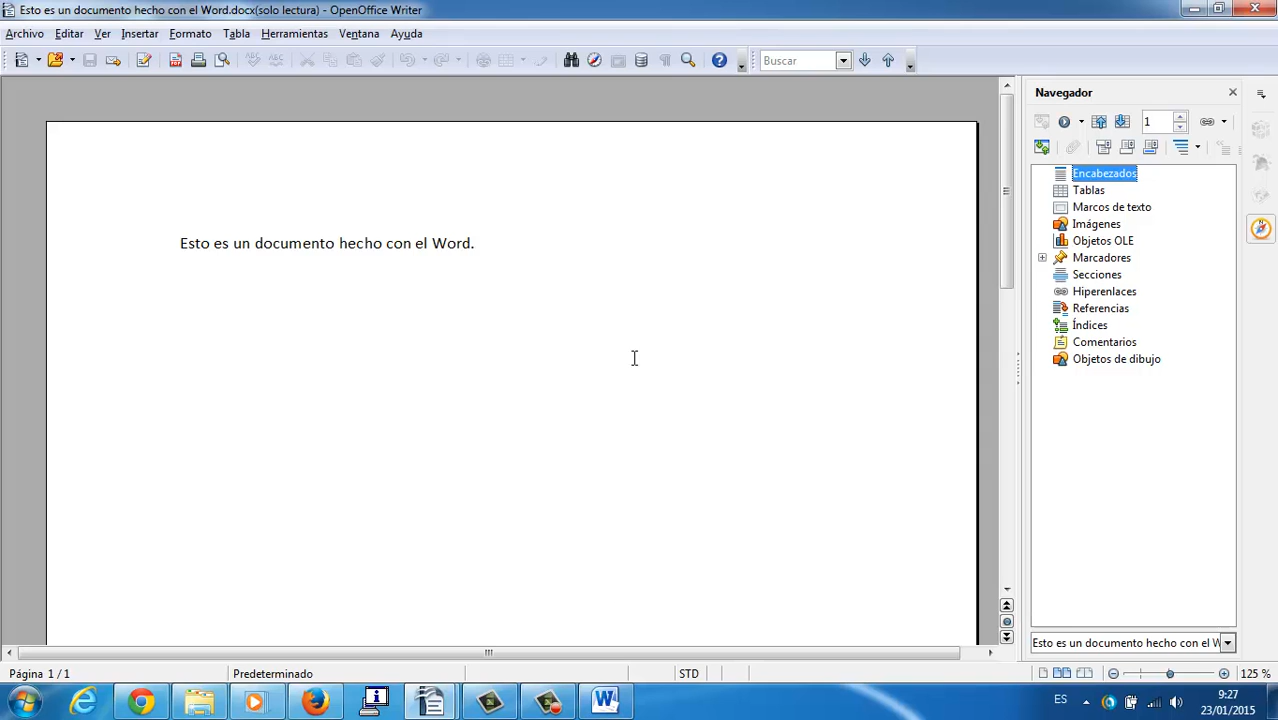 Esto es un documento hecho con el Word.docx(solo lectura) - OpenOffice Writer
Archivo Editar Ver Insertar Formato Tabla Herramientas Ventana Ayuda
Buscar
Navegador
1
Encabezados
Tablas
Marcos de texto
Imágenes
Objetos OLE
Marcadores
Secciones
Hiperenlaces
Referencias
Índices
Comentarios
Objetos de dibujo
Esto es un documento hecho con el Word.
Esto es un documento hecho con el W
Página 1 / 1 Predeterminado STD 125 %
ES 9:27
23/01/2015